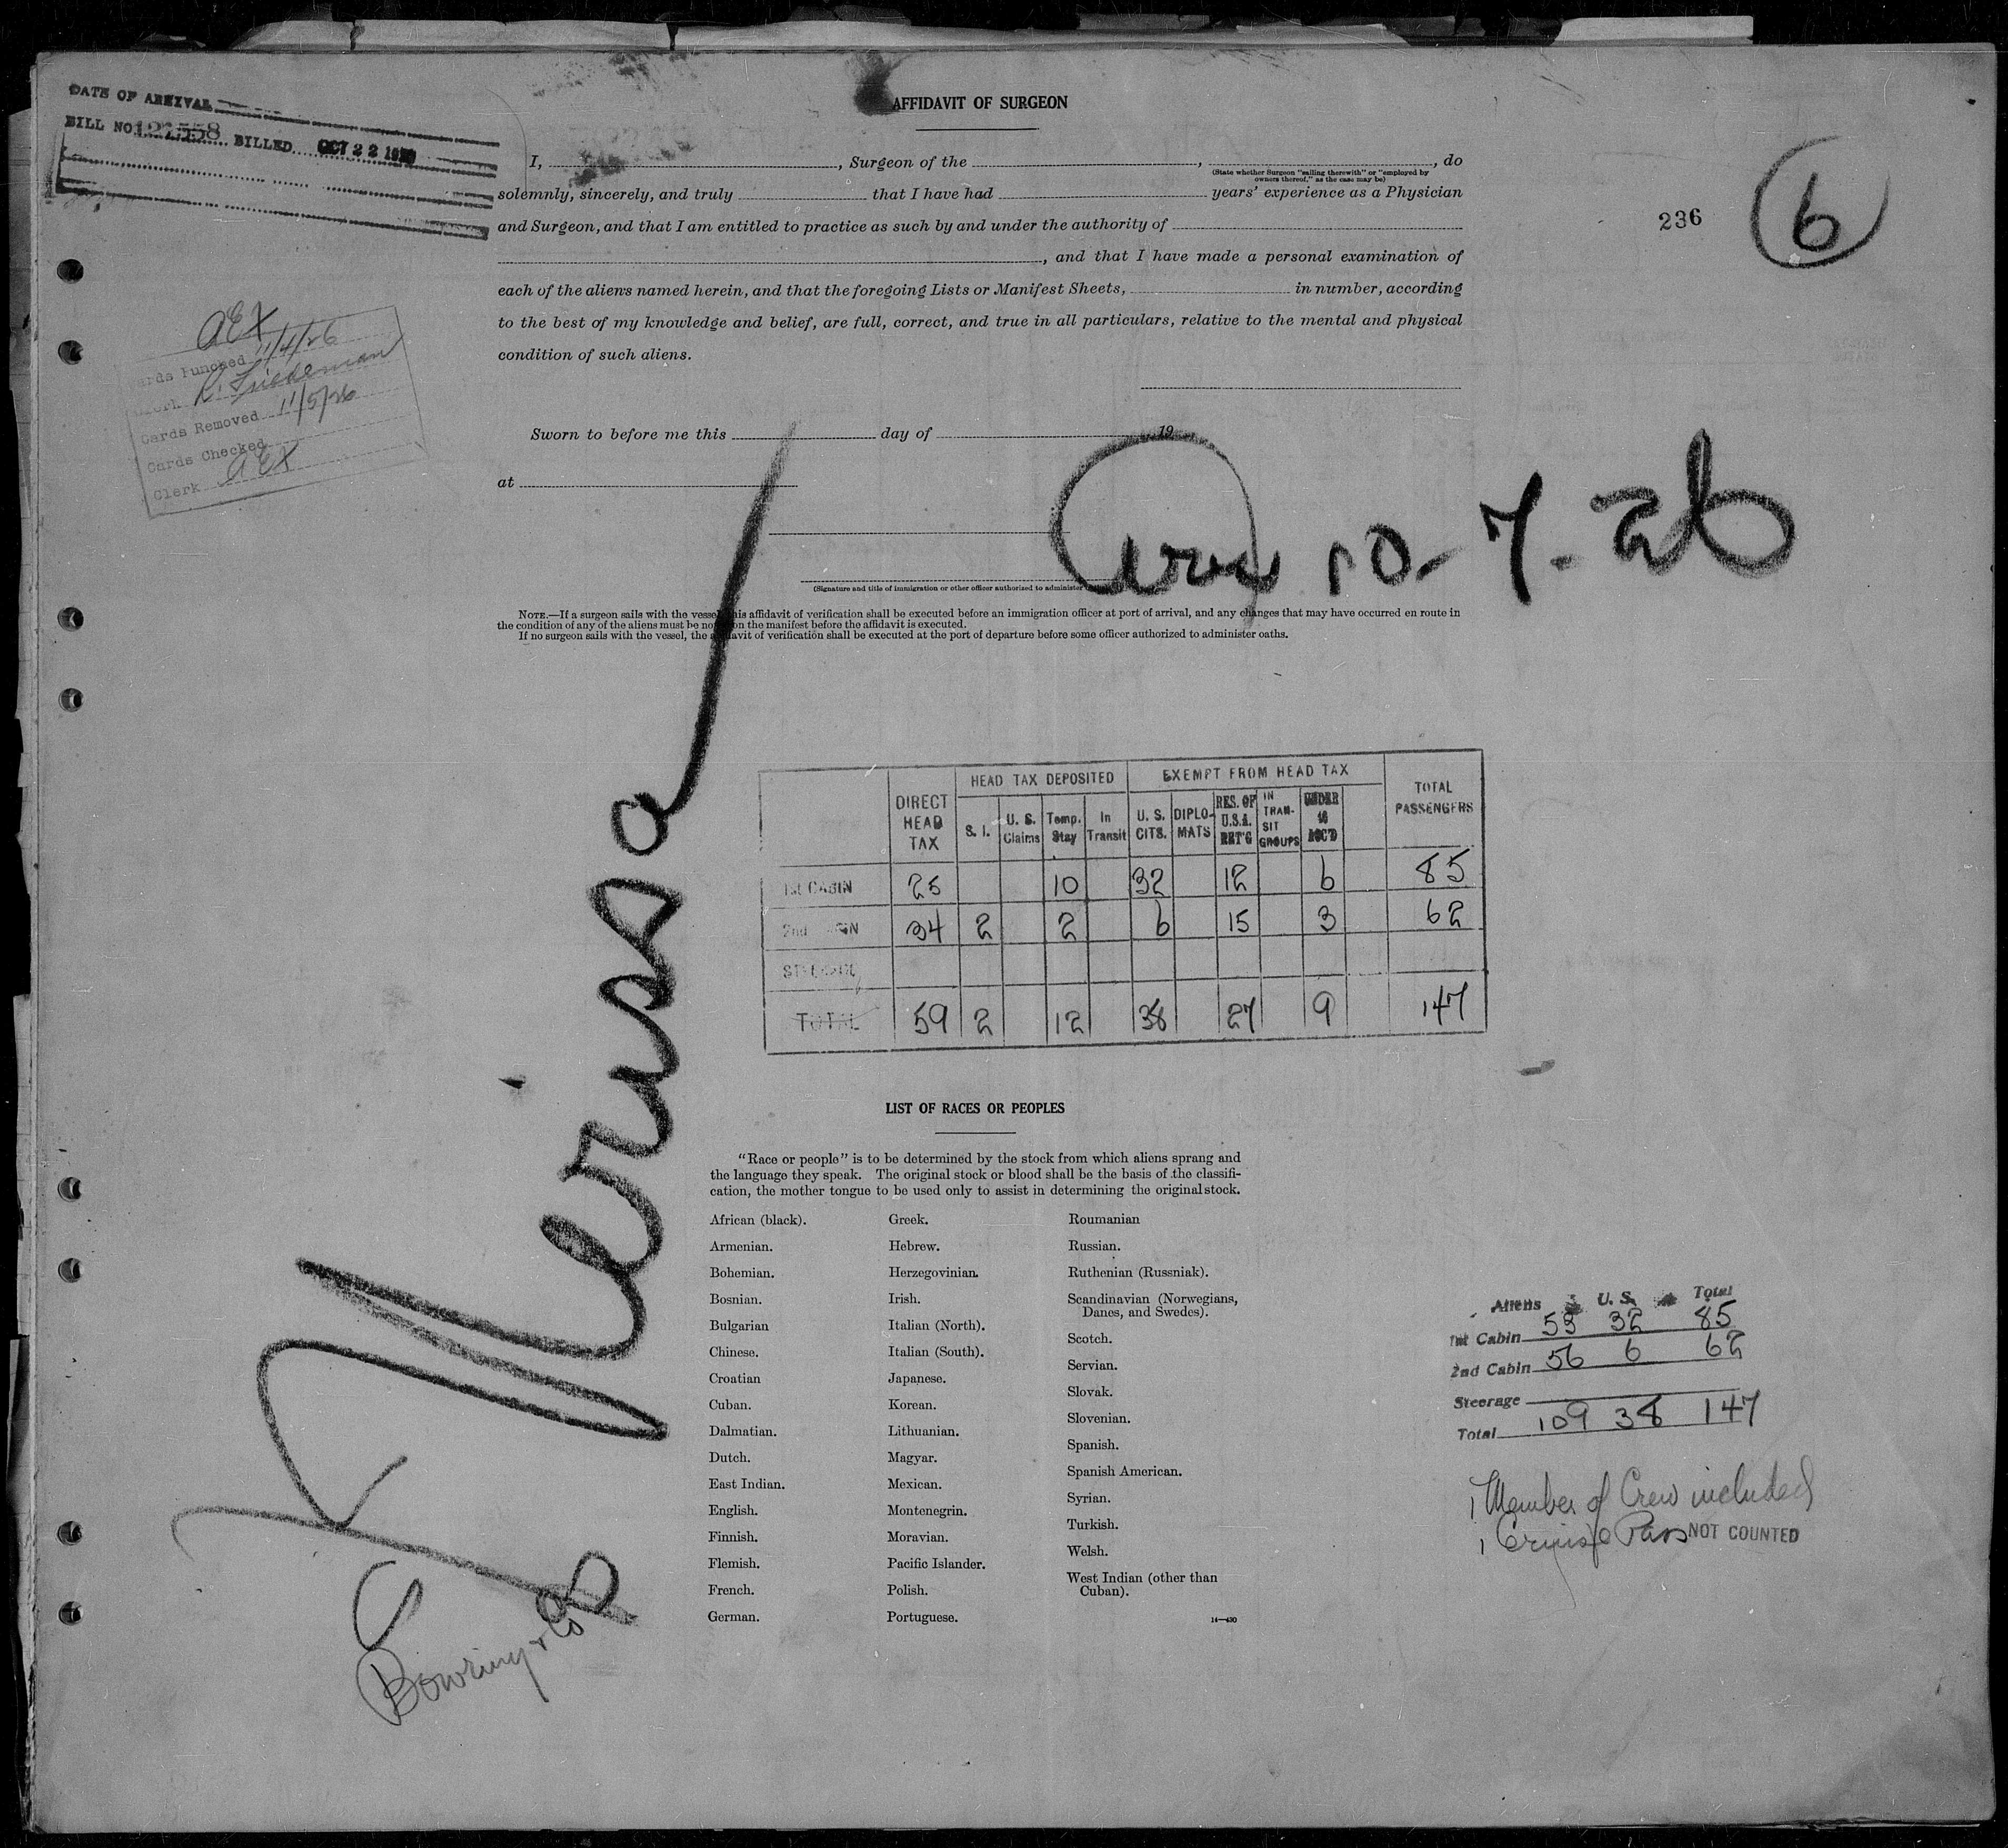 DATE OF ARRIVAL
BILL NO. 127558 BILLED OCT 22 19
AFFIDAVIT OF SURGEON
I, , Surgeon of the , , do
(State whether Surgeon "sailing therewith" or "employed by
owners thereof," as the case may be)
solemnly, sincerely, and truly that I have had years' experience as a Physician
and Surgeon, and that I am entitled to practice as such by and under the authority of
, and that I have made a personal examination of
each of the aliens named herein, and that the foregoing Lists or Manifest Sheets, in number, according
to the best of my knowledge and belief, are full, correct, and true in all particulars, relative to the mental and physical
condition of such aliens.
236
6
AEX
Cards Punched 11/4/26
Clerk R. Friedeman
Cards Removed 11/5/26
Cards Checked
Clerk AEX
Sworn to before me this day of , 19
at
10-7-26
(Signature and title of immigration or other officer authorized to administer
NOTE.—If a surgeon sails with the vessel, this affidavit of verification shall be executed before an immigration officer at port of arrival, and any changes that may have occurred en route in
the condition of any of the aliens must be noted on the manifest before the affidavit is executed.
If no surgeon sails with the vessel, the affidavit of verification shall be executed at the port of departure before some officer authorized to administer oaths.
Nerissa
Bowring & Co
DIRECT HEAD TAX HEAD TAX DEPOSITED EXEMPT FROM HEAD TAX TOTAL PASSENGERS
S. I. U. S. Claims Temp. Stay In Transit U. S. CITS. DIPLO-MATS RES. OF U.S.A. RET'G IN TRAN-SIT GROUPS UNDER 16 ACC'D
1st CABIN 25 10 32 12 6 85
2nd CABIN 34 2 2 6 15 3 62
STEERAGE
TOTAL 59 2 12 38 27 9 147
LIST OF RACES OR PEOPLES
"Race or people" is to be determined by the stock from which aliens sprang and
the language they speak. The original stock or blood shall be the basis of the classifi-
cation, the mother tongue to be used only to assist in determining the original stock.
African (black).
Armenian.
Bohemian.
Bosnian.
Bulgarian
Chinese.
Croatian
Cuban.
Dalmatian.
Dutch.
East Indian.
English.
Finnish.
Flemish.
French.
German.
Greek.
Hebrew.
Herzegovinian.
Irish.
Italian (North).
Italian (South).
Japanese.
Korean.
Lithuanian.
Magyar.
Mexican.
Montenegrin.
Moravian.
Pacific Islander.
Polish.
Portuguese.
Roumanian
Russian.
Ruthenian (Russniak).
Scandinavian (Norwegians,
Danes, and Swedes).
Scotch.
Servian.
Slovak.
Slovenian.
Spanish.
Spanish American.
Syrian.
Turkish.
Welsh.
West Indian (other than
Cuban).
14—430
Aliens U. S. Total
1st Cabin 53 32 85
2nd Cabin 56 6 62
Steerage
Total 109 38 147
1 Member of Crew included
1 Cruise Pass NOT COUNTED